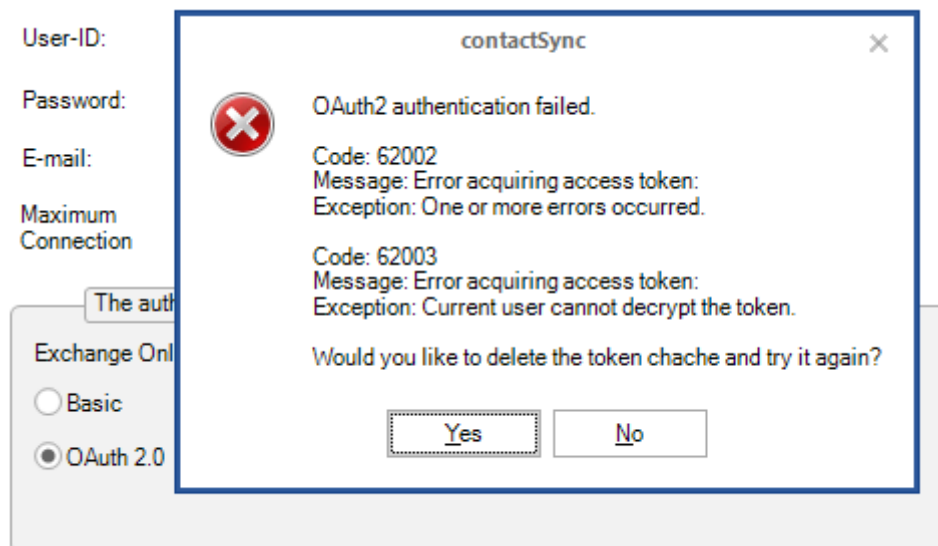 User-ID:
contactSync
Password:
OAuth2 authentication failed.
E-mail:
Code: 62002
Message: Error acquiring access token:
Exception: One or more errors occurred.
Maximum
Connection
Code: 62003
Message: Error acquiring access token:
Exception: Current user cannot decrypt the token.
The auth
Exchange Onl
Would you like to delete the token chache and try it again?
Basic
Yes
No
OAuth 2.0